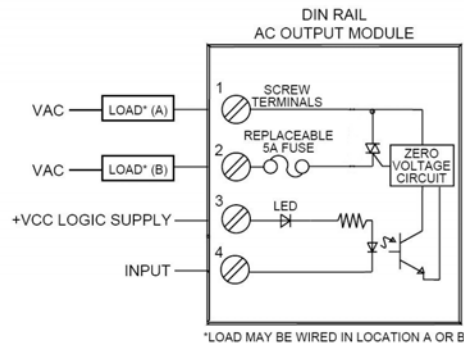 DIN RAIL
AC OUTPUT MODULE
1
SCREW
TERMINALS
VAC
LOAD* (A)
REPLACEABLE
5A FUSE
2
VAC
LOAD* (B)
ZERO
VOLTAGE
CIRCUIT
3
LED
+VCC LOGIC SUPPLY
4
INPUT
*LOAD MAY BE WIRED IN LOCATION A OR B